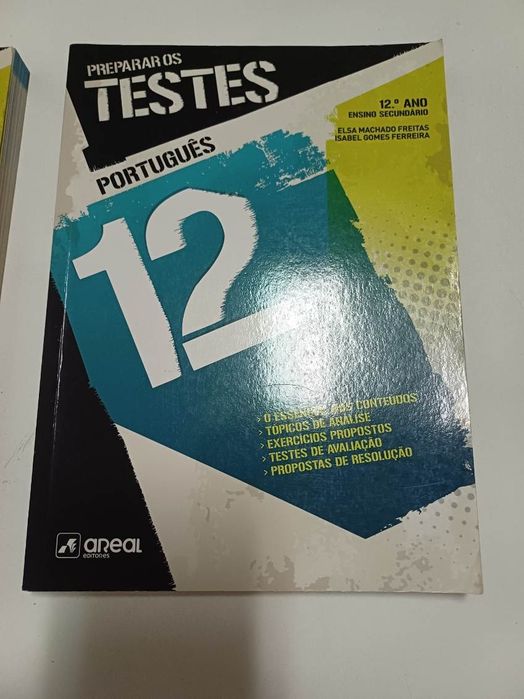 PREPARAR OS
TESTES
12.º ANO
ENSINO SECUNDÁRIO
ELSA MACHADO FREITAS
ISABEL GOMES FERREIRA
PORTUGUÊS
12
> O ESSENCIAL DOS CONTEÚDOS
> TÓPICOS DE ANÁLISE
> EXERCÍCIOS PROPOSTOS
> TESTES DE AVALIAÇÃO
> PROPOSTAS DE RESOLUÇÃO
areal
EDITORES